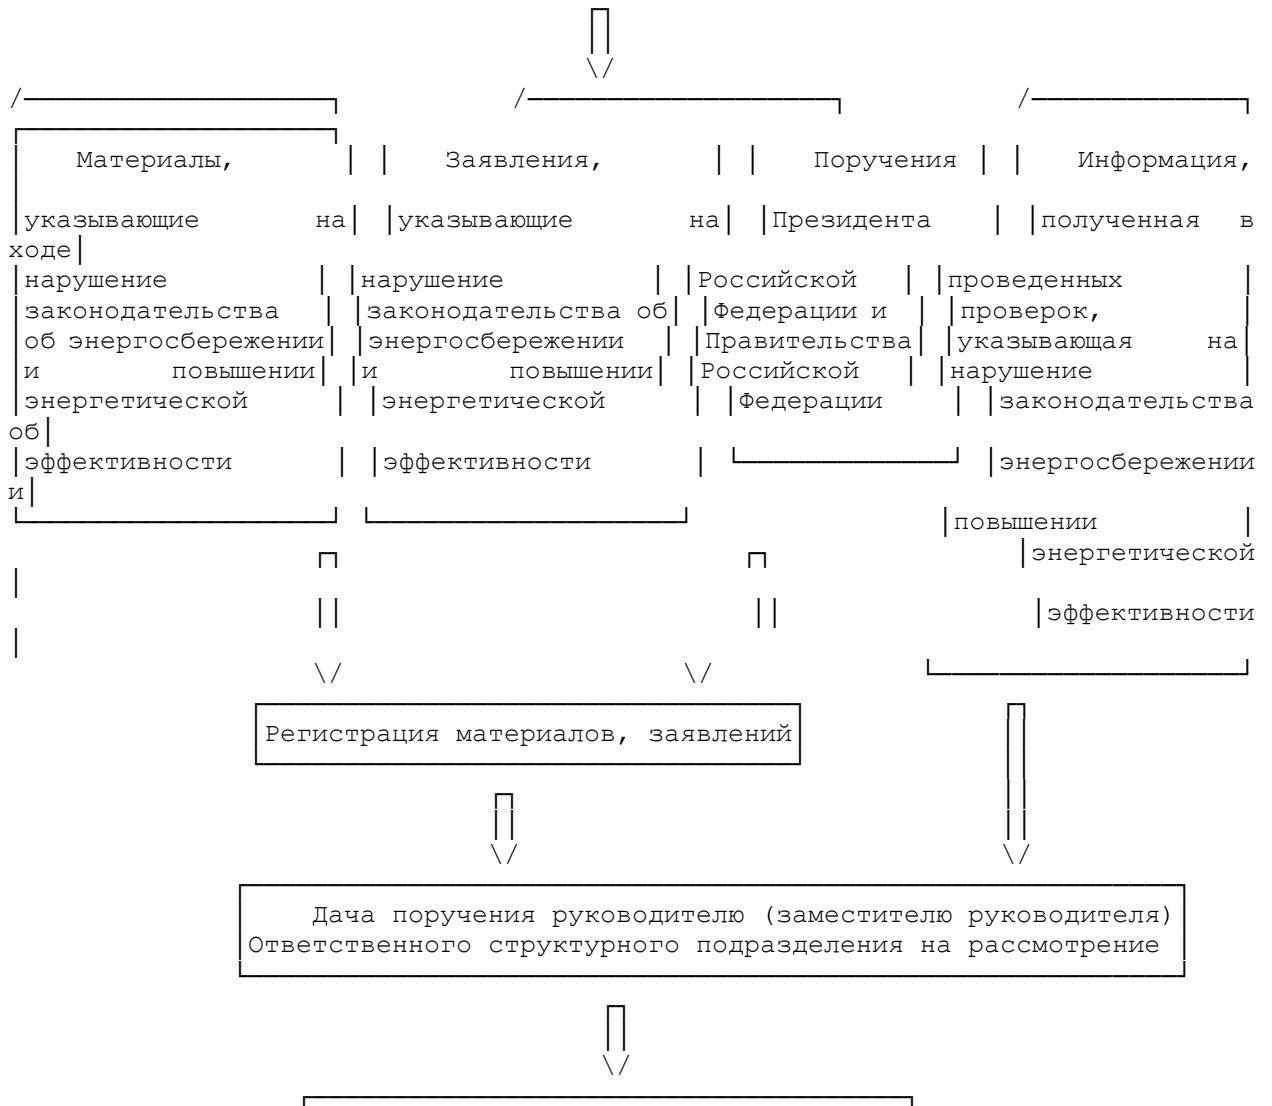 Материалы, Заявления, Поручения Информация,
указывающие на указывающие на Президента полученная в
ходе
нарушение нарушение Российской проведенных
законодательства законодательства об Федерации и проверок,
об энергосбережении энергосбережении Правительства указывающая на
и повышении и повышении Российской нарушение
энергетической энергетической Федерации законодательства
об
эффективности эффективности энергосбережении
и
повышении
энергетической
эффективности
Регистрация материалов, заявлений
Дача поручения руководителю (заместителю руководителя)
Ответственного структурного подразделения на рассмотрение